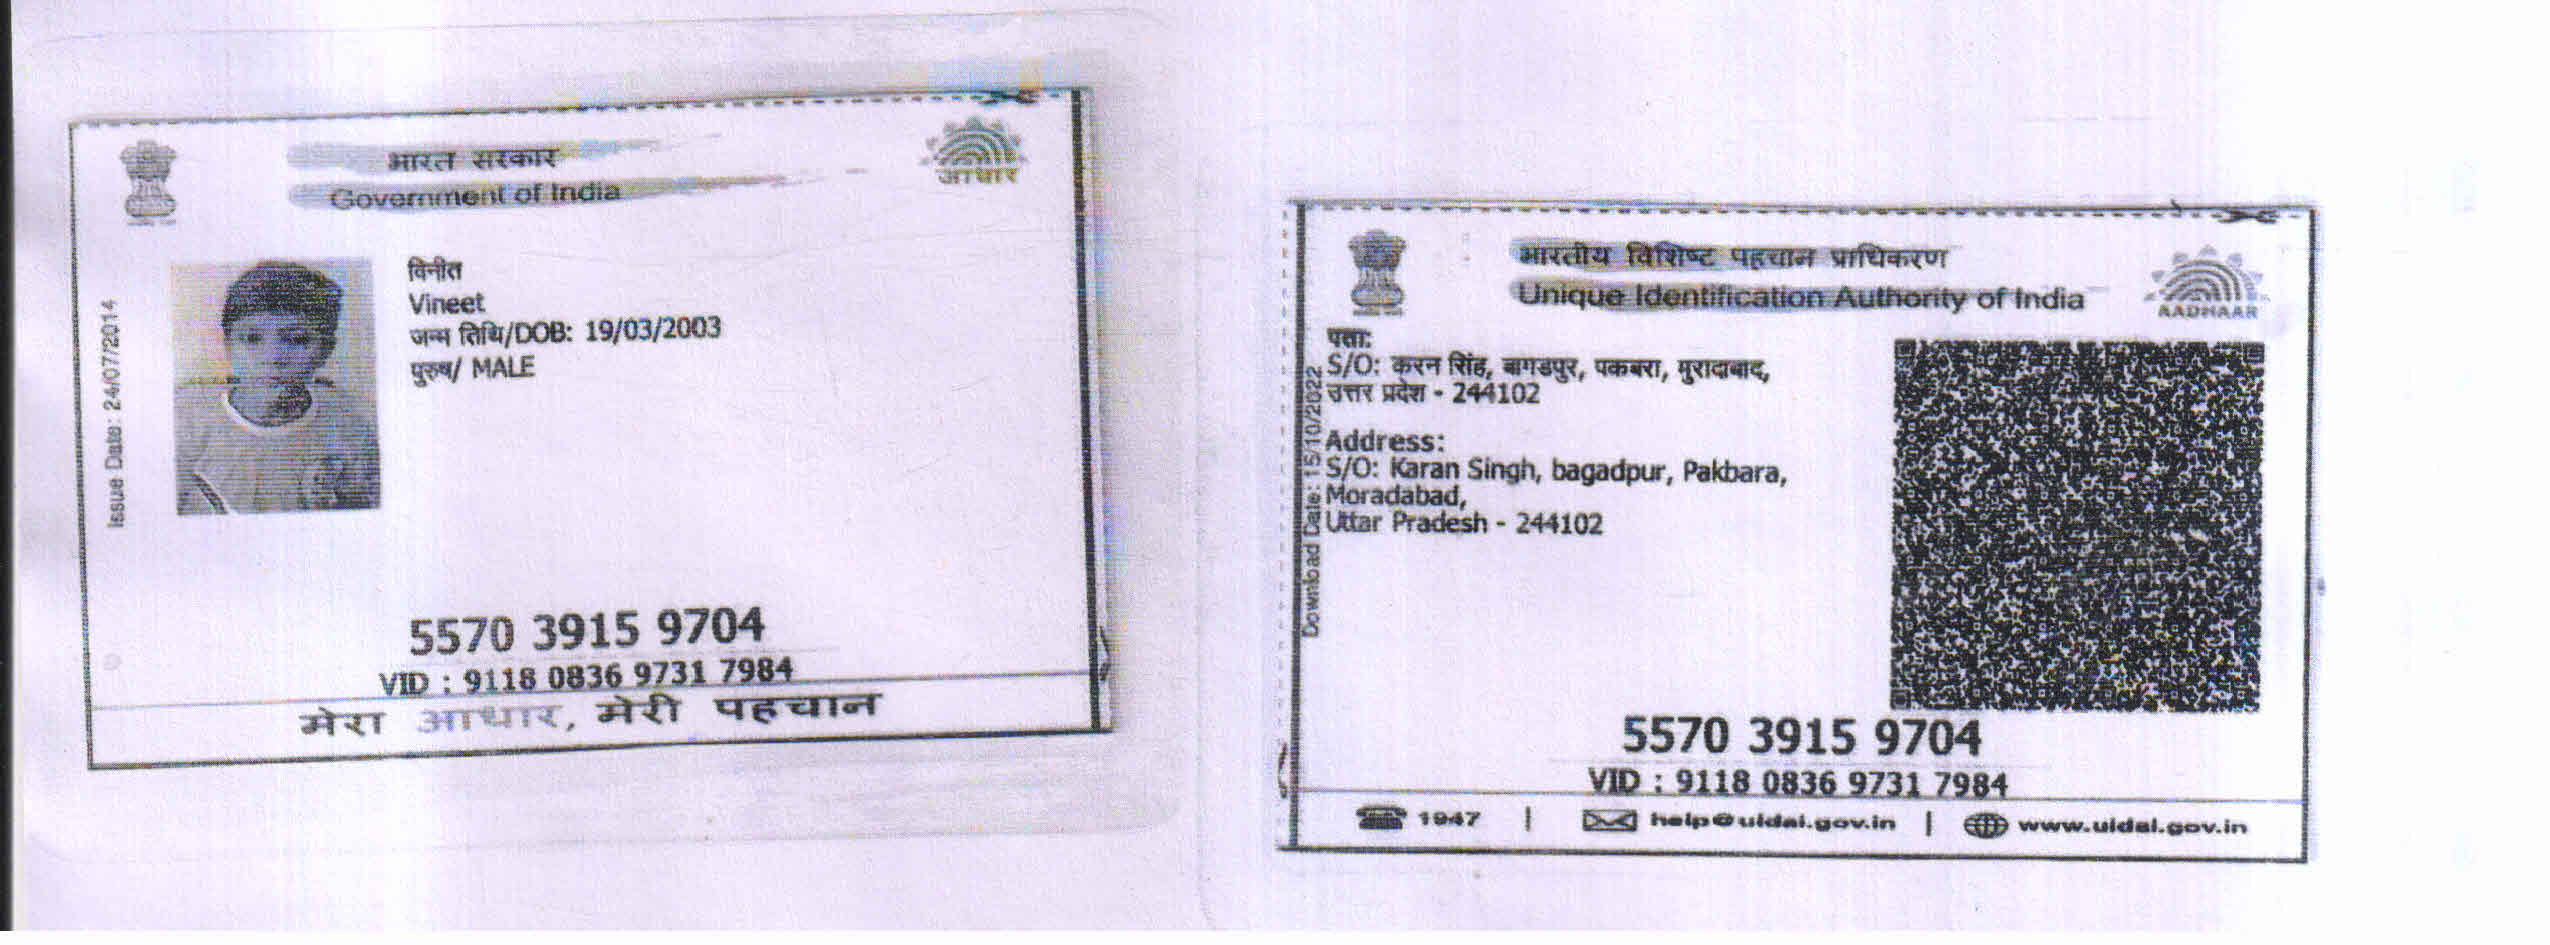 भारत सरकार
Government of India
आधार
Issue Date: 24/07/2014
विनीत
Vineet
जन्म तिथि/DOB: 19/03/2003
पुरुष/ MALE
5570 3915 9704
VID : 9118 0836 9731 7984
मेरा आधार, मेरी पहचान
भारतीय विशिष्ट पहचान प्राधिकरण
Unique Identification Authority of India
AADHAAR
Download Date: 15/10/2022
पता:
S/O: करन सिंह, बागडपुर, पकबरा, मुरादाबाद,
उत्तर प्रदेश - 244102
Address:
S/O: Karan Singh, bagadpur, Pakbara,
Moradabad,
Uttar Pradesh - 244102
5570 3915 9704
VID : 9118 0836 9731 7984
1947 | help@uidai.gov.in | www.uidai.gov.in